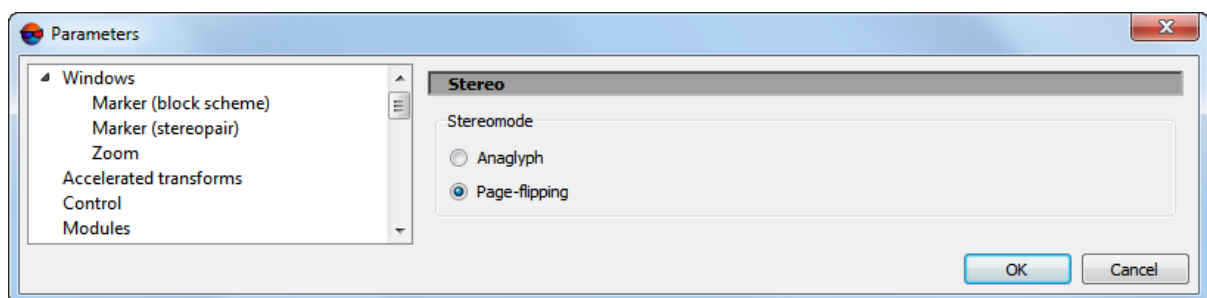 Parameters
Windows
Marker (block scheme)
Marker (stereopair)
Zoom
Accelerated transforms
Control
Modules
Stereo
Stereomode
Anaglyph
Page-flipping
OK Cancel